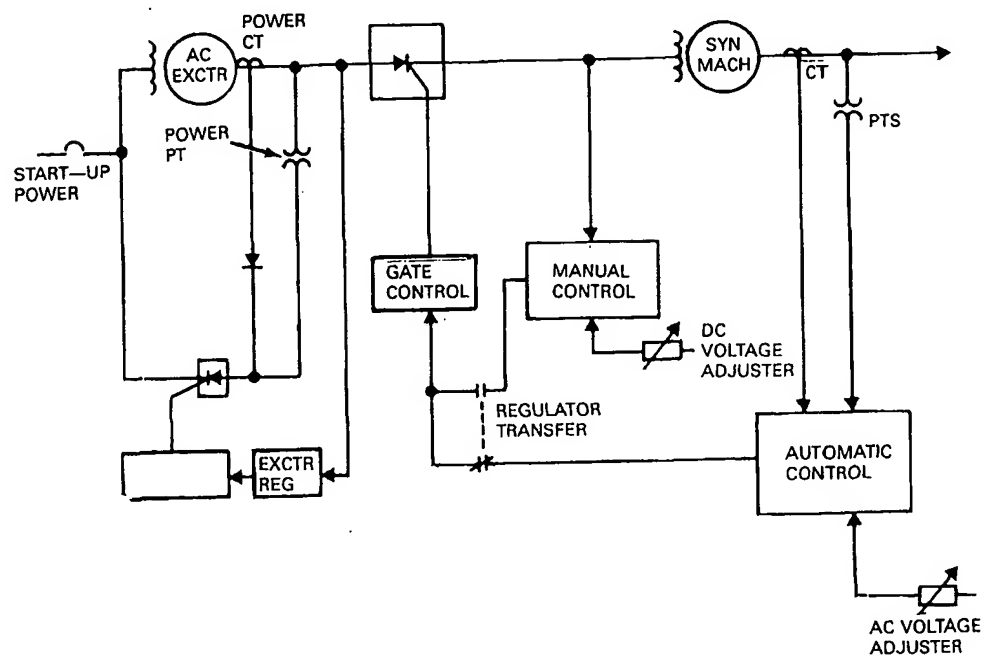 POWER
CT
AC
EXCTR
SYN
MACH
CT
PTS
POWER
PT
START—UP
POWER
GATE
CONTROL
MANUAL
CONTROL
DC
VOLTAGE
ADJUSTER
REGULATOR
TRANSFER
EXCTR
REG
AUTOMATIC
CONTROL
AC VOLTAGE
ADJUSTER